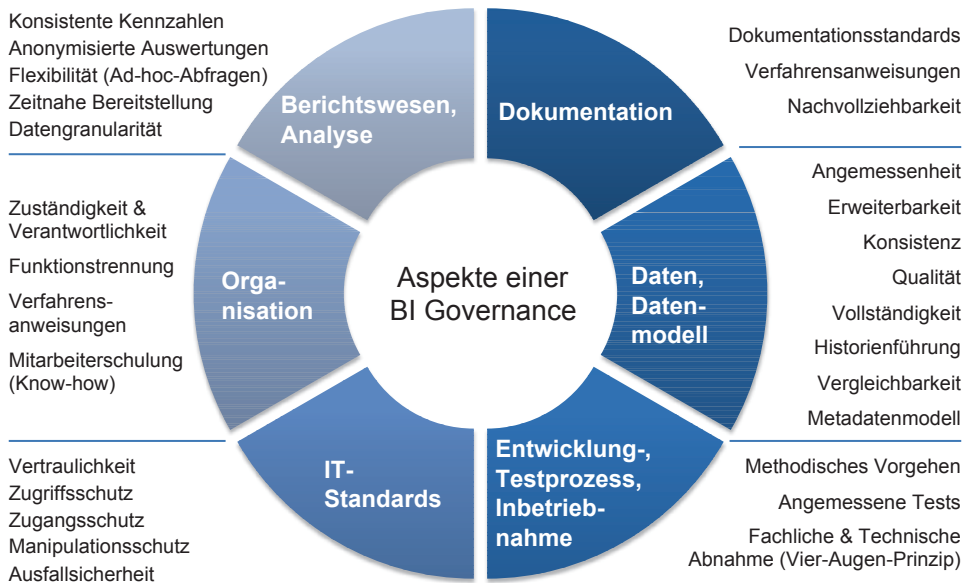 Konsistente Kennzahlen
Anonymisierte Auswertungen
Flexibilität (Ad-hoc-Abfragen)
Zeitnahe Bereitstellung
Datengranularität
Berichtswesen,
Analyse
Dokumentation
Dokumentationsstandards
Verfahrensanweisungen
Nachvollziehbarkeit
Zuständigkeit &
Verantwortlichkeit
Funktionstrennung
Verfahrens-
anweisungen
Mitarbeiterschulung
(Know-how)
Orga-
nisation
Aspekte einer
BI Governance
Daten,
Daten-
modell
Angemessenheit
Erweiterbarkeit
Konsistenz
Qualität
Vollständigkeit
Historienführung
Vergleichbarkeit
Metadatenmodell
Vertraulichkeit
Zugriffsschutz
Zugangsschutz
Manipulationsschutz
Ausfallsicherheit
IT-
Standards
Entwicklung-,
Testprozess,
Inbetrieb-
nahme
Methodisches Vorgehen
Angemessene Tests
Fachliche & Technische
Abnahme (Vier-Augen-Prinzip)